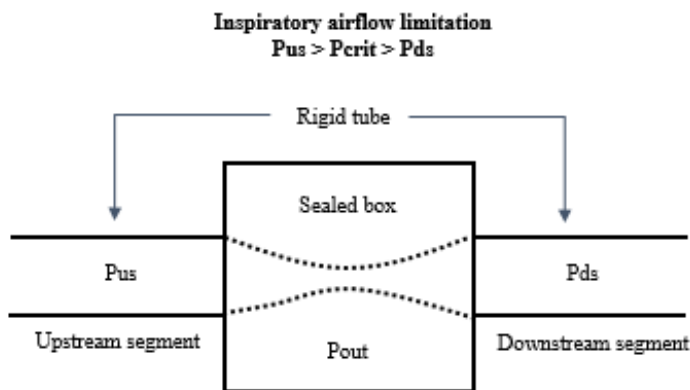 Inspiratory airflow limitation
Pus > Pcrit > Pds
Rigid tube
Sealed box
Pus
Pds
Upstream segment
Pout
Downstream segment